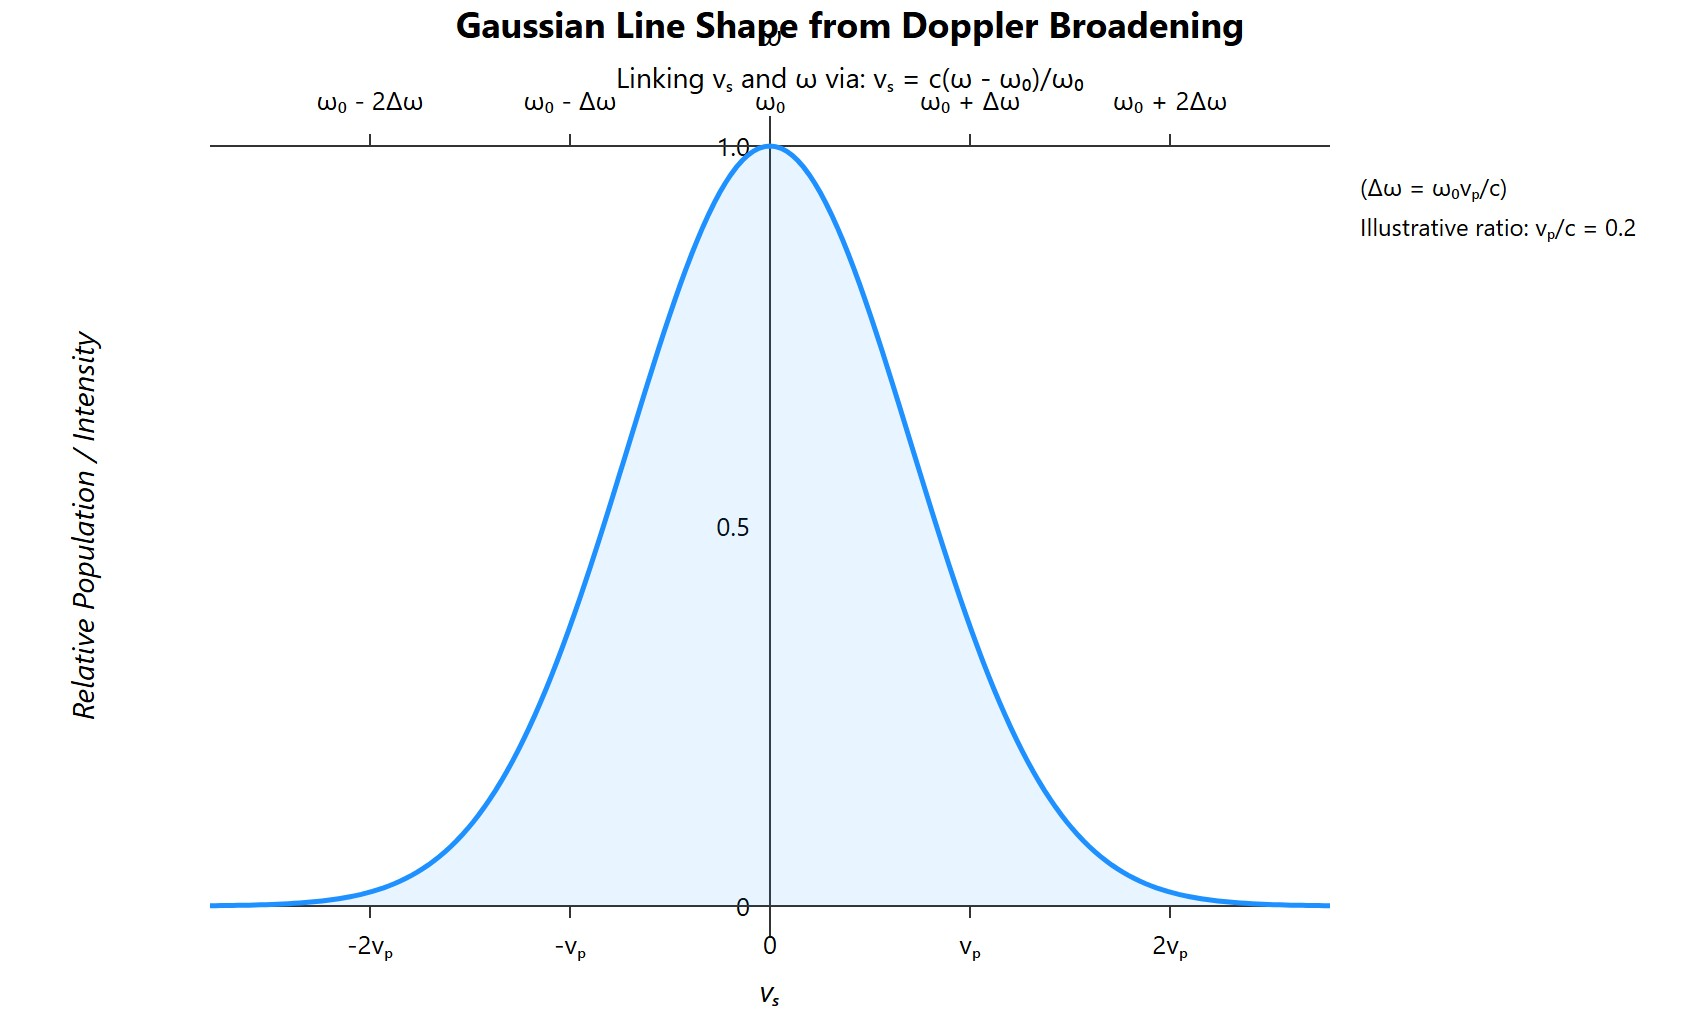 Gaussian Line Shape from Doppler Broadening
ω
Linking vₛ and ω via: vₛ = c(ω - ω₀)/ω₀
ω₀ - 2Δω
ω₀ - Δω
ω₀
ω₀ + Δω
ω₀ + 2Δω
1.0
(Δω = ω₀vₚ/c)
Illustrative ratio: vₚ/c = 0.2
Relative Population / Intensity
0.5
0
-2vₚ
-vₚ
0
vₚ
2vₚ
vₛ